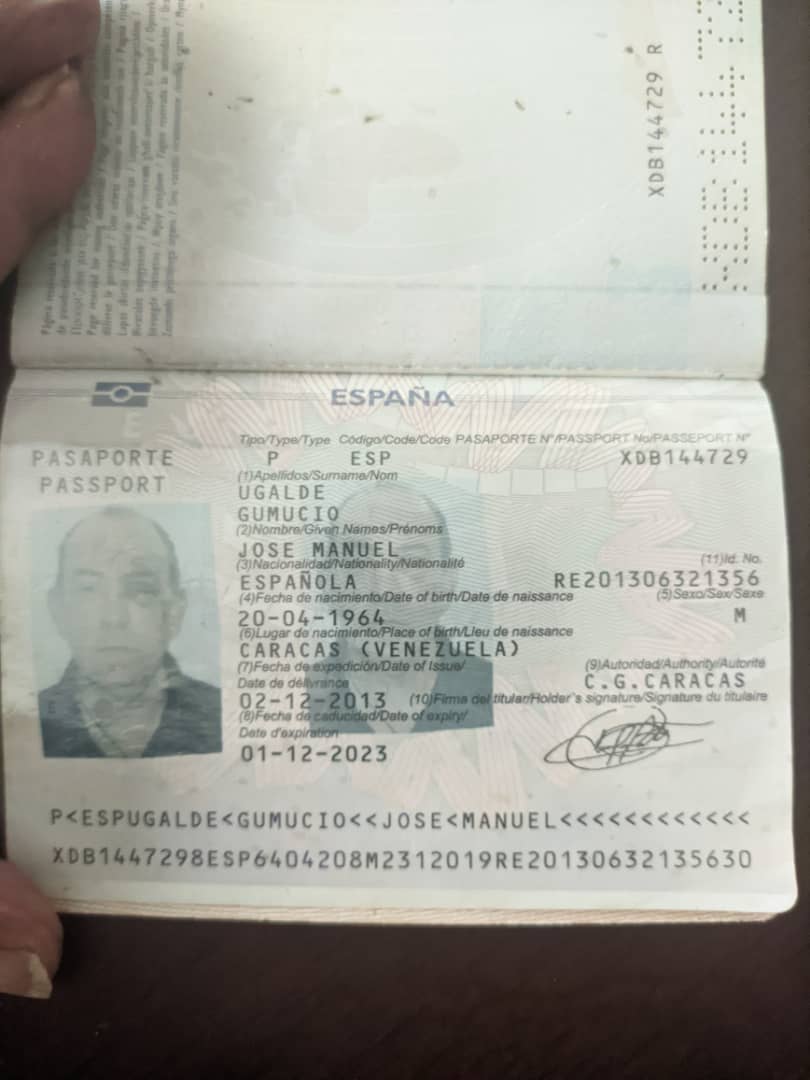 XDB144729 R
ESPAÑA
Tipo/Type/Type Código/Code/Code PASAPORTE Nº/PASSPORT No/PASSEPORT Nº
PASAPORTE
PASSPORT
P ESP XDB144729
(1)Apellidos/Surname/Nom
UGALDE
GUMUCIO
(2)Nombre/Given Names/Prénoms
JOSE MANUEL
(3)Nacionalidad/Nationality/Nationalité (11)Id. No.
ESPAÑOLA RE201306321356
(4)Fecha de nacimiento/Date of birth/Date de naissance (5)Sexo/Sex/Sexe
20-04-1964 M
(6)Lugar de nacimiento/Place of birth/Lieu de naissance
CARACAS (VENEZUELA)
(7)Fecha de expedición/Date of Issue/ (9)Autoridad/Authority/Autorité
Date de délivrance C.G.CARACAS
02-12-2013 (10)Firma del titular/Holder's signature/Signature du titulaire
(8)Fecha de caducidad/Date of expiry/
Date d'expiration
01-12-2023
P<ESPUGALDE<GUMUCIO<<JOSE<MANUEL<<<<<<<<<<<<
XDB1447298ESP6404208M2312019RE20130632135630